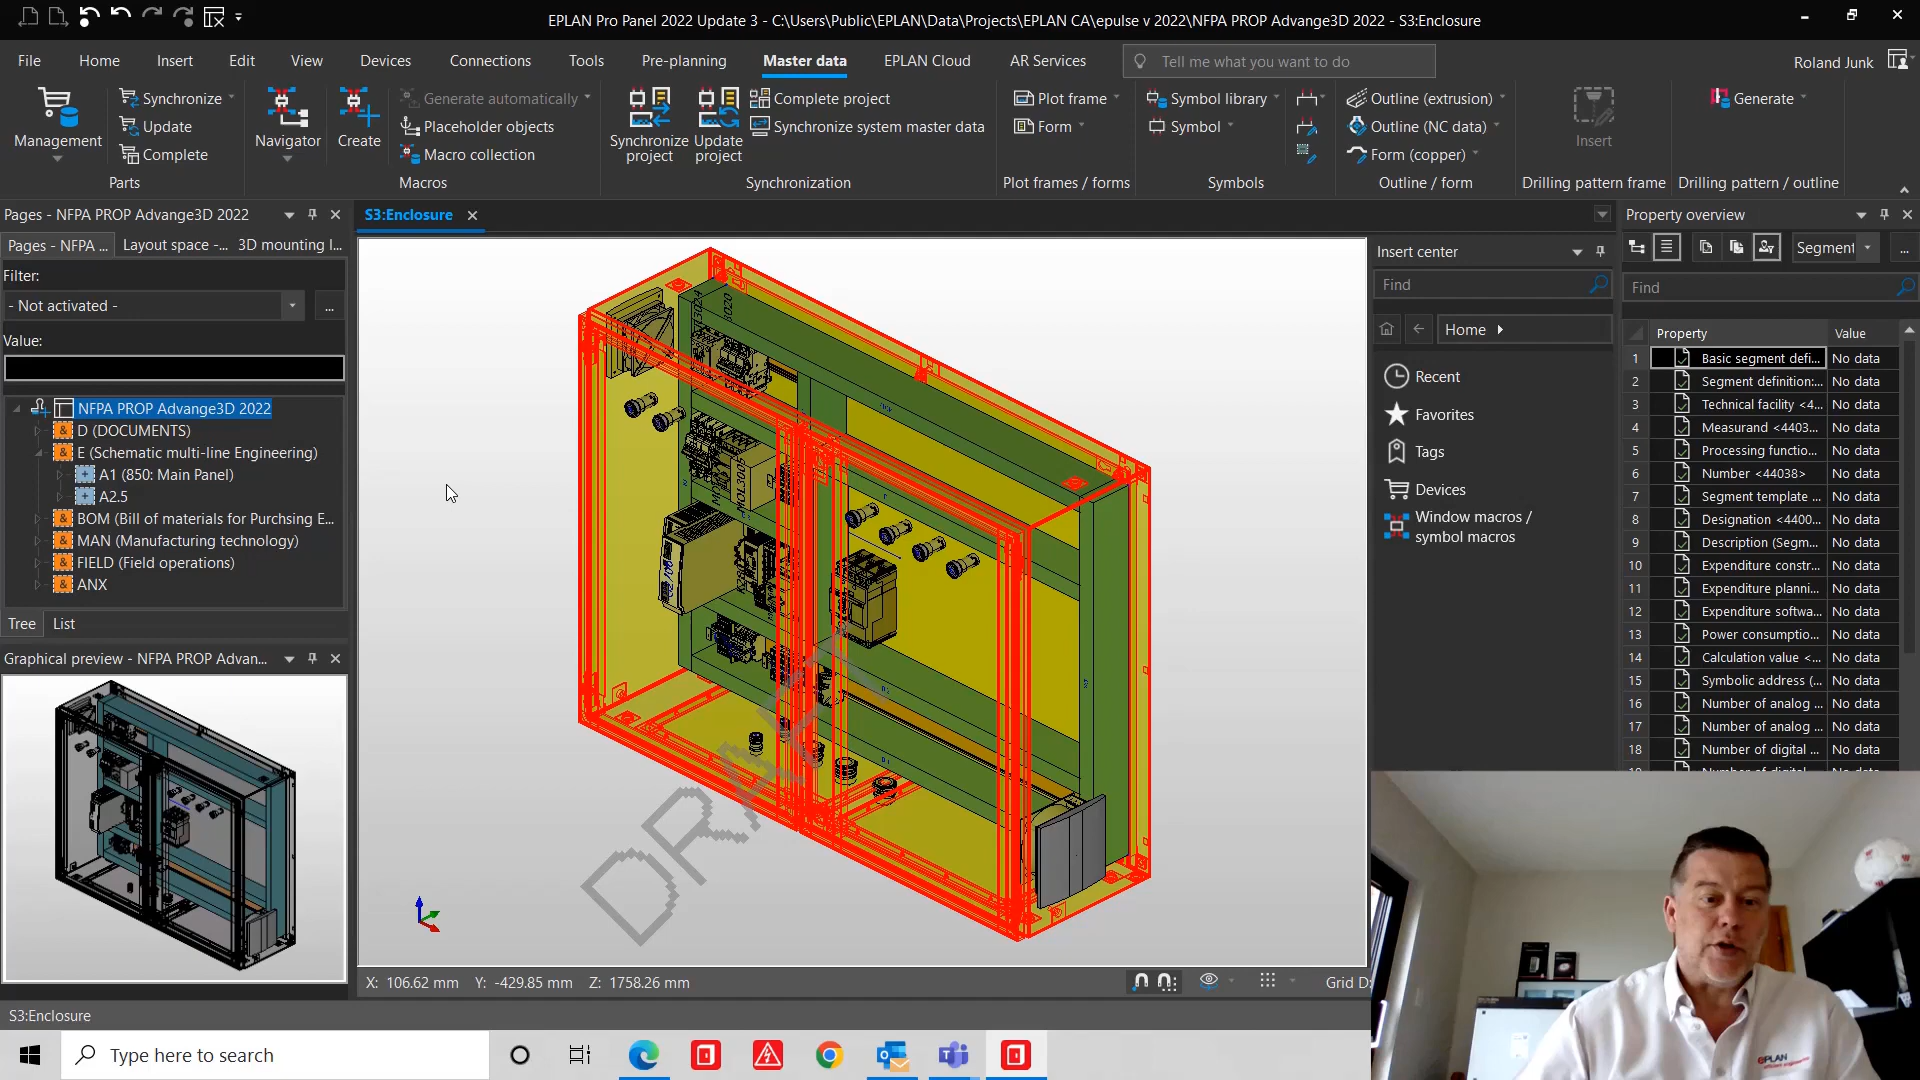 EPLAN Pro Panel 2022 Update 3 - C:\Users\Public\EPLAN\Data\Projects\EPLAN CA\epulse v 2022\NFPA PROP Advange3D 2022 - S3:Enclosure
File Home Insert Edit View Devices Connections Tools Pre-planning Master data EPLAN Cloud AR Services Tell me what you want to do Roland Junk
Management
Synchronize
Update
Complete
Parts
Navigator
Create
Generate automatically
Placeholder objects
Macro collection
Macros
Synchronize project
Update project
Complete project
Synchronize system master data
Synchronization
Plot frame
Form
Plot frames / forms
Symbol library
Symbol
Symbols
Outline (extrusion)
Outline (NC data)
Form (copper)
Outline / form
Insert
Drilling pattern frame
Generate
Drilling pattern / outline
Pages - NFPA PROP Advange3D 2022
Pages - NFPA ... Layout space -... 3D mounting l...
Filter:
- Not activated -
...
Value:
NFPA PROP Advange3D 2022
D (DOCUMENTS)
E (Schematic multi-line Engineering)
A1 (850: Main Panel)
A2.5
BOM (Bill of materials for Purchsing E...
MAN (Manufacturing technology)
FIELD (Field operations)
ANX
Tree List
Graphical preview - NFPA PROP Advan...
S3:Enclosure
DRAFT
X: 106.62 mm Y: -429.85 mm Z: 1758.26 mm
Grid D:
Insert center
Find
Home
Recent
Favorites
Tags
Devices
Window macros /
symbol macros
Property overview
Segment
...
Find
Property Value
1 Basic segment defi... No data
2 Segment definition:... No data
3 Technical facility <4... No data
4 Measurand <4403... No data
5 Processing functio... No data
6 Number <44038> No data
7 Segment template ... No data
8 Designation <4400... No data
9 Description (Segm... No data
10 Expenditure constr... No data
11 Expenditure planni... No data
12 Expenditure softwa... No data
13 Power consumptio... No data
14 Calculation value <... No data
15 Symbolic address (... No data
16 Number of analog ... No data
17 Number of analog ... No data
18 Number of digital ... No data
S3:Enclosure
Type here to search
ePLAN